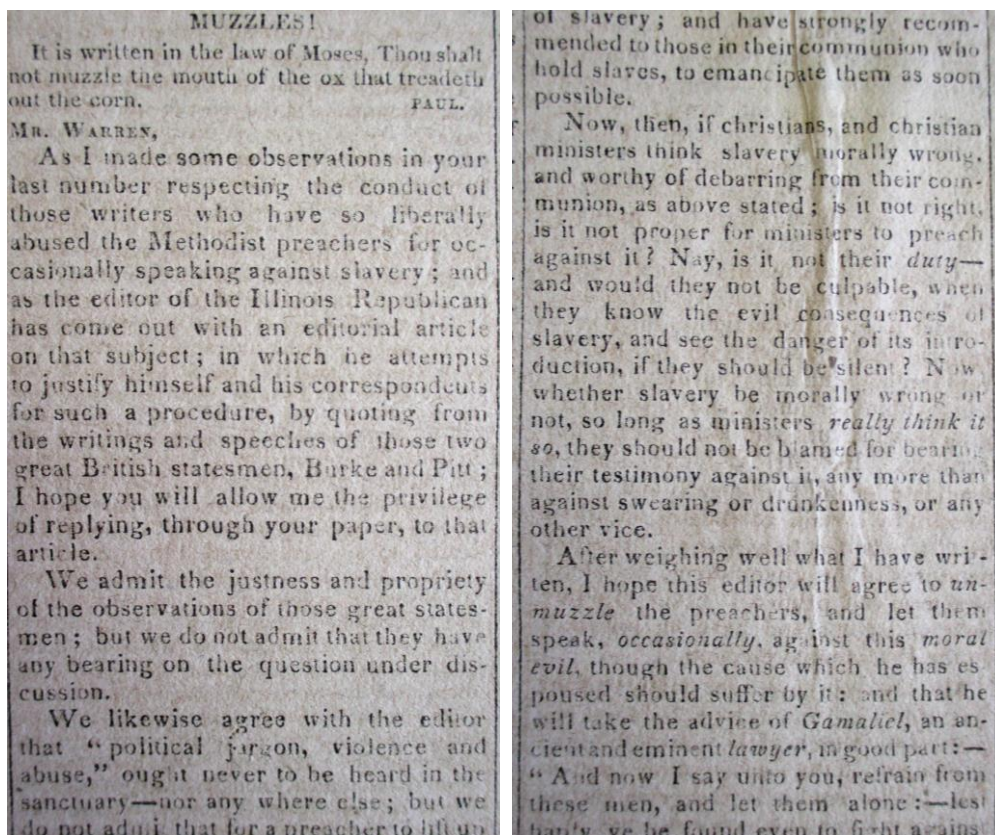 MUZZLES!
It is written in the law of Moses, Thou shalt
not muzzle the mouth of the ox that treadeth
out the corn. PAUL.
MR. WARREN,
As I made some observations in your
last number respecting the conduct of
those writers who have so liberally
abused the Methodist preachers for oc-
casionally speaking against slavery; and
as the editor of the Illinois Republican
has come out with an editorial article
on that subject; in which he attempts
to justify himself and his correspondents
for such a procedure, by quoting from
the writings and speeches of those two
great British statesmen, Burke and Pitt;
I hope you will allow me the privilege
of replying, through your paper, to that
article.
We admit the justness and propriety
of the observations of those great states-
men; but we do not admit that they have
any bearing on the question under dis-
cussion.
We likewise agree with the editor
that "political jargon, violence and
abuse," ought never to be heard in the
sanctuary—nor any where else; but we
do not admit that for a preacher to lift up
of slavery; and have strongly recom-
mended to those in their communion who
hold slaves, to emancipate them as soon
possible.
Now, then, if christians, and christian
ministers think slavery morally wrong,
and worthy of debarring from their com-
munion, as above stated; is it not right,
is it not proper for ministers to preach
against it? Nay, is it not their duty—
and would they not be culpable, when
they know the evil consequences of
slavery, and see the danger of its intro-
duction, if they should be silent? Now,
whether slavery be morally wrong or
not, so long as ministers really think it
so, they should not be blamed for bearing
their testimony against it, any more than
against swearing or drunkenness, or any
other vice.
After weighing well what I have writ-
ten, I hope this editor will agree to un-
muzzle the preachers, and let them
speak, occasionally, against this moral
evil, though the cause which he has es
poused should suffer by it: and that he
will take the advice of Gamaliel, an an-
cient and eminent lawyer, in good part:—
"And now I say unto you, refrain from
these men, and let them alone:—lest
haply ye be found even to fight against